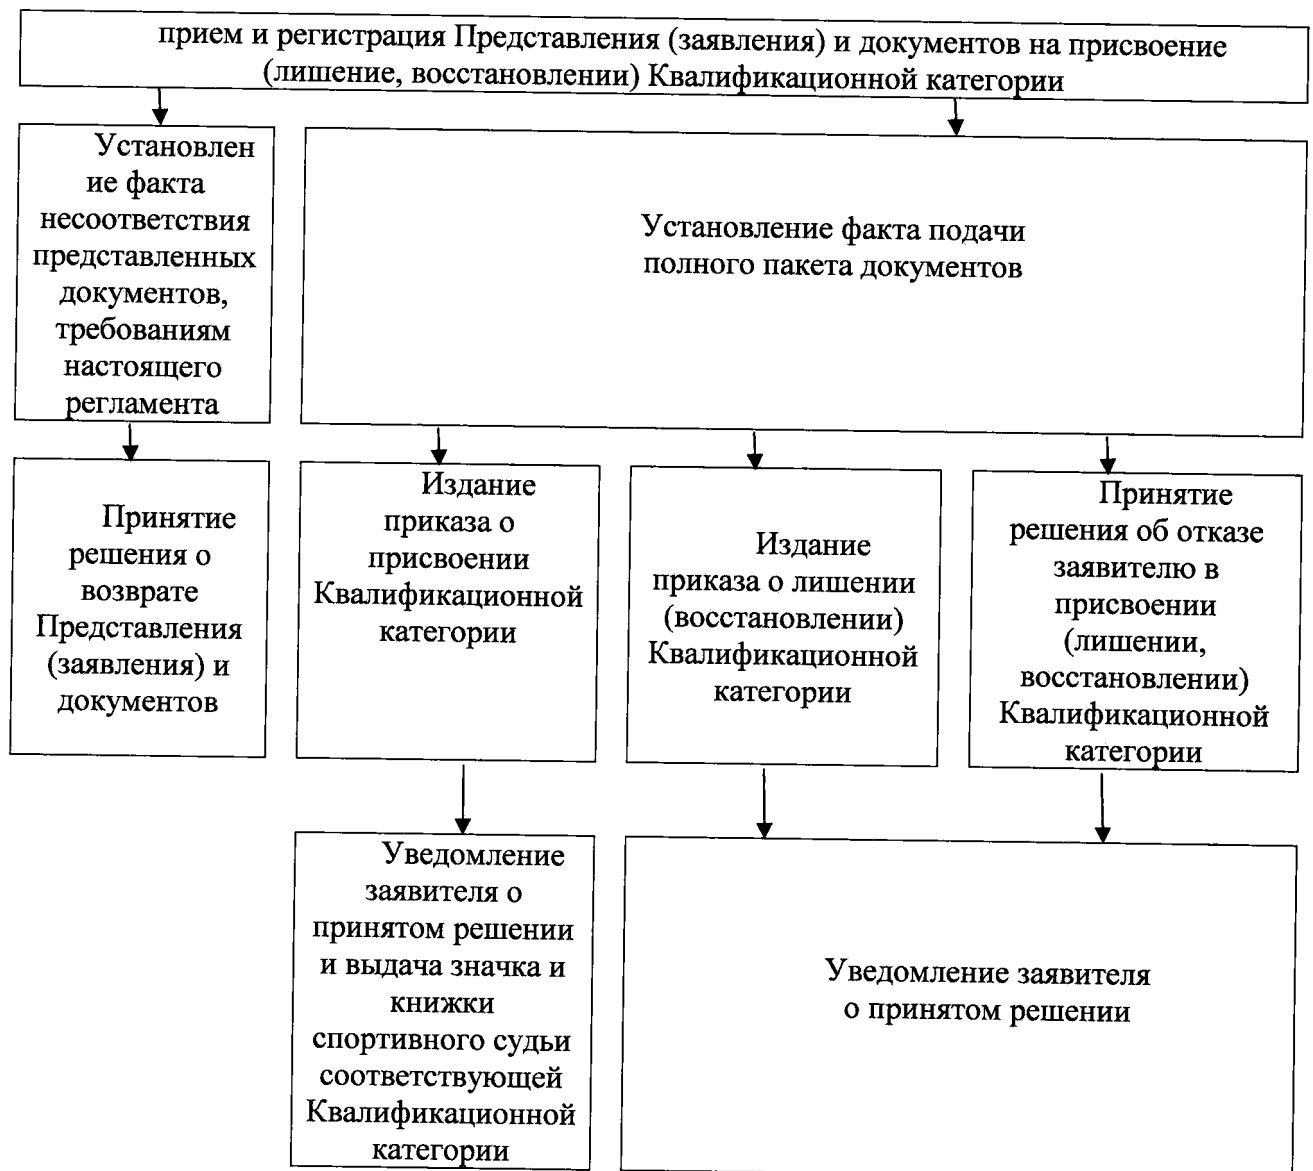 прием и регистрация Представления (заявления) и документов на присвоение
(лишение, восстановлении) Квалификационной категории
Установлен
ие факта
несоответствия
представленных
документов,
требованиям
настоящего
регламента
Установление факта подачи
полного пакета документов
Принятие
решения о
возврате
Представления
(заявления) и
документов
Издание
приказа о
присвоении
Квалификационной
категории
Издание
приказа о лишении
(восстановлении)
Квалификационной
категории
Принятие
решения об отказе
заявителю в
присвоении
(лишении,
восстановлении)
Квалификационной
категории
Уведомление
заявителя о
принятом решении
и выдача значка и
книжки
спортивного судьи
соответствующей
Квалификационной
категории
Уведомление заявителя
о принятом решении